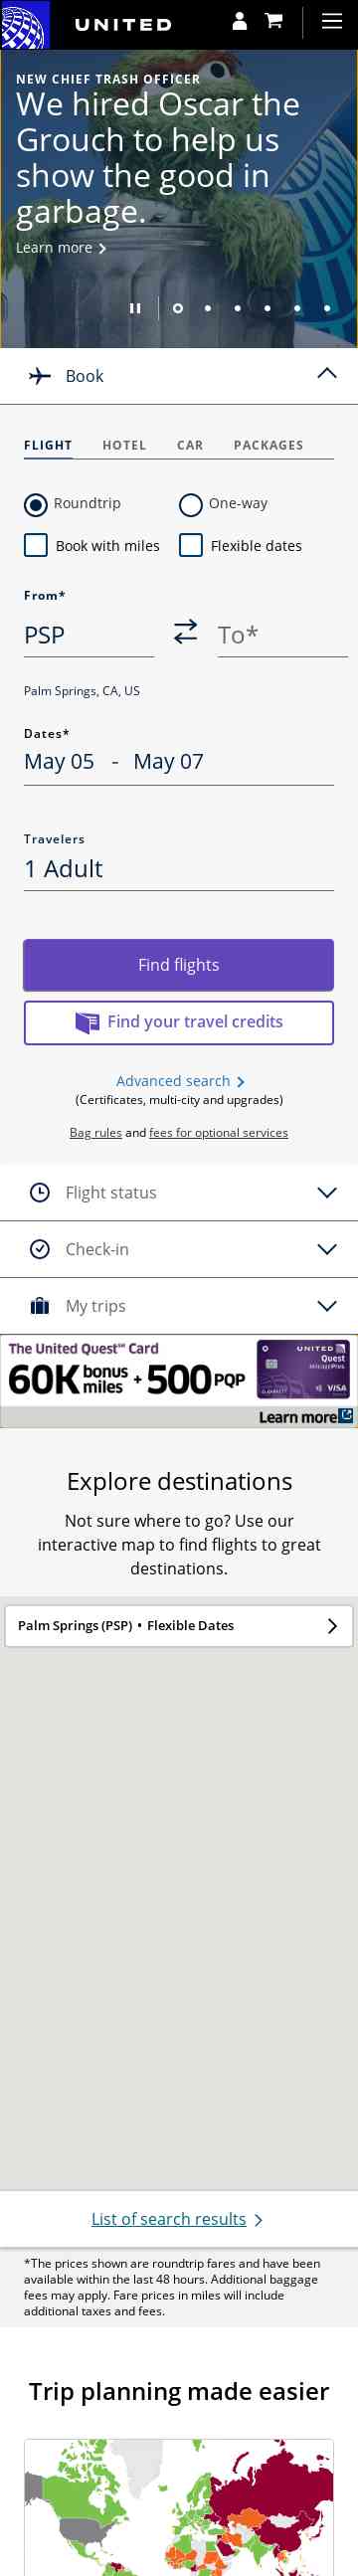 UNITED
NEW CHIEF TRASH OFFICER
We hired Oscar the
Grouch to help us
show the good in
garbage.
Learn more
Book
FLIGHT HOTEL CAR PACKAGES
Roundtrip One-way
Book with miles Flexible dates
From*
PSP To*
Palm Springs, CA, US
Dates*
May 05 - May 07
Travelers
1 Adult
Find flights
Find your travel credits
Advanced search
(Certificates, multi-city and upgrades)
Bag rules and fees for optional services
Flight status
Check-in
My trips
The United Quest℠ Card
60K bonus miles + 500 PQP
UNITED
Quest
MileagePlus.
VISA
Learn more
Explore destinations
Not sure where to go? Use our
interactive map to find flights to great
destinations.
Palm Springs (PSP) • Flexible Dates
List of search results
*The prices shown are roundtrip fares and have been
available within the last 48 hours. Additional baggage
fees may apply. Fare prices in miles will include
additional taxes and fees.
Trip planning made easier